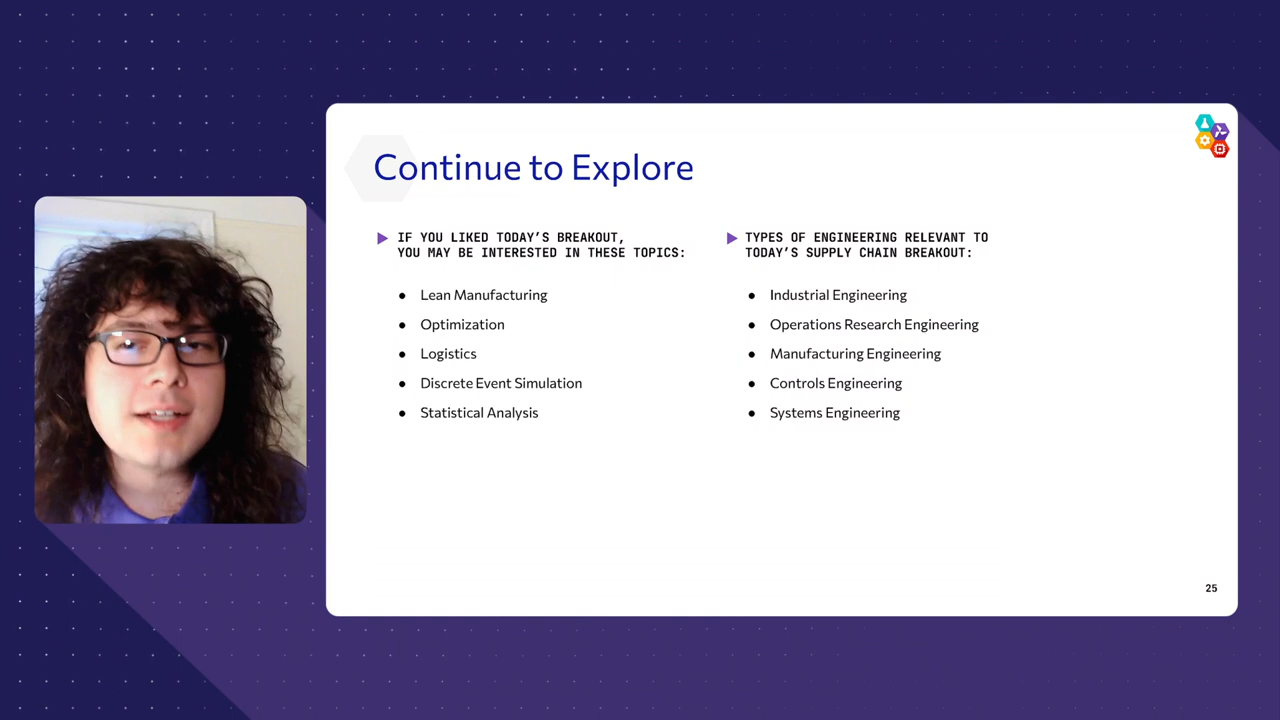 Continue to Explore
IF YOU LIKED TODAY’S BREAKOUT,
YOU MAY BE INTERESTED IN THESE TOPICS:
● Lean Manufacturing
● Optimization
● Logistics
● Discrete Event Simulation
● Statistical Analysis
TYPES OF ENGINEERING RELEVANT TO
TODAY’S SUPPLY CHAIN BREAKOUT:
● Industrial Engineering
● Operations Research Engineering
● Manufacturing Engineering
● Controls Engineering
● Systems Engineering
25